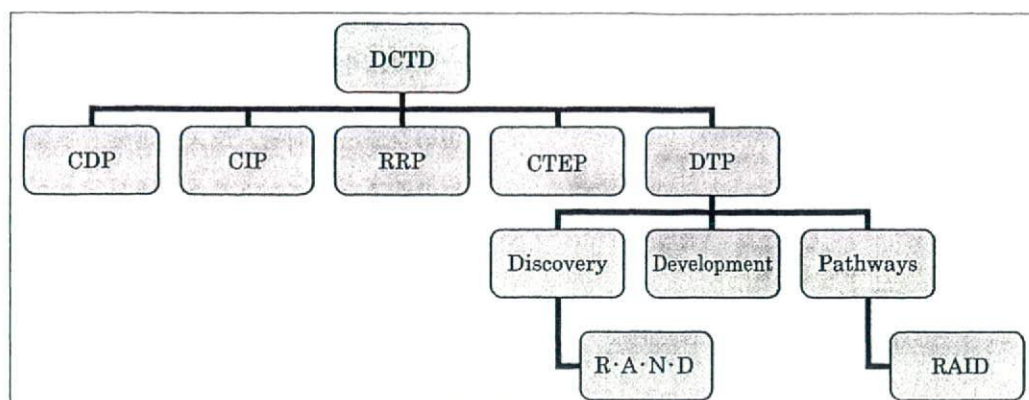 DCTD
CDP CIP RRP CTEP DTP
Discovery Development Pathways
R·A·N·D RAID